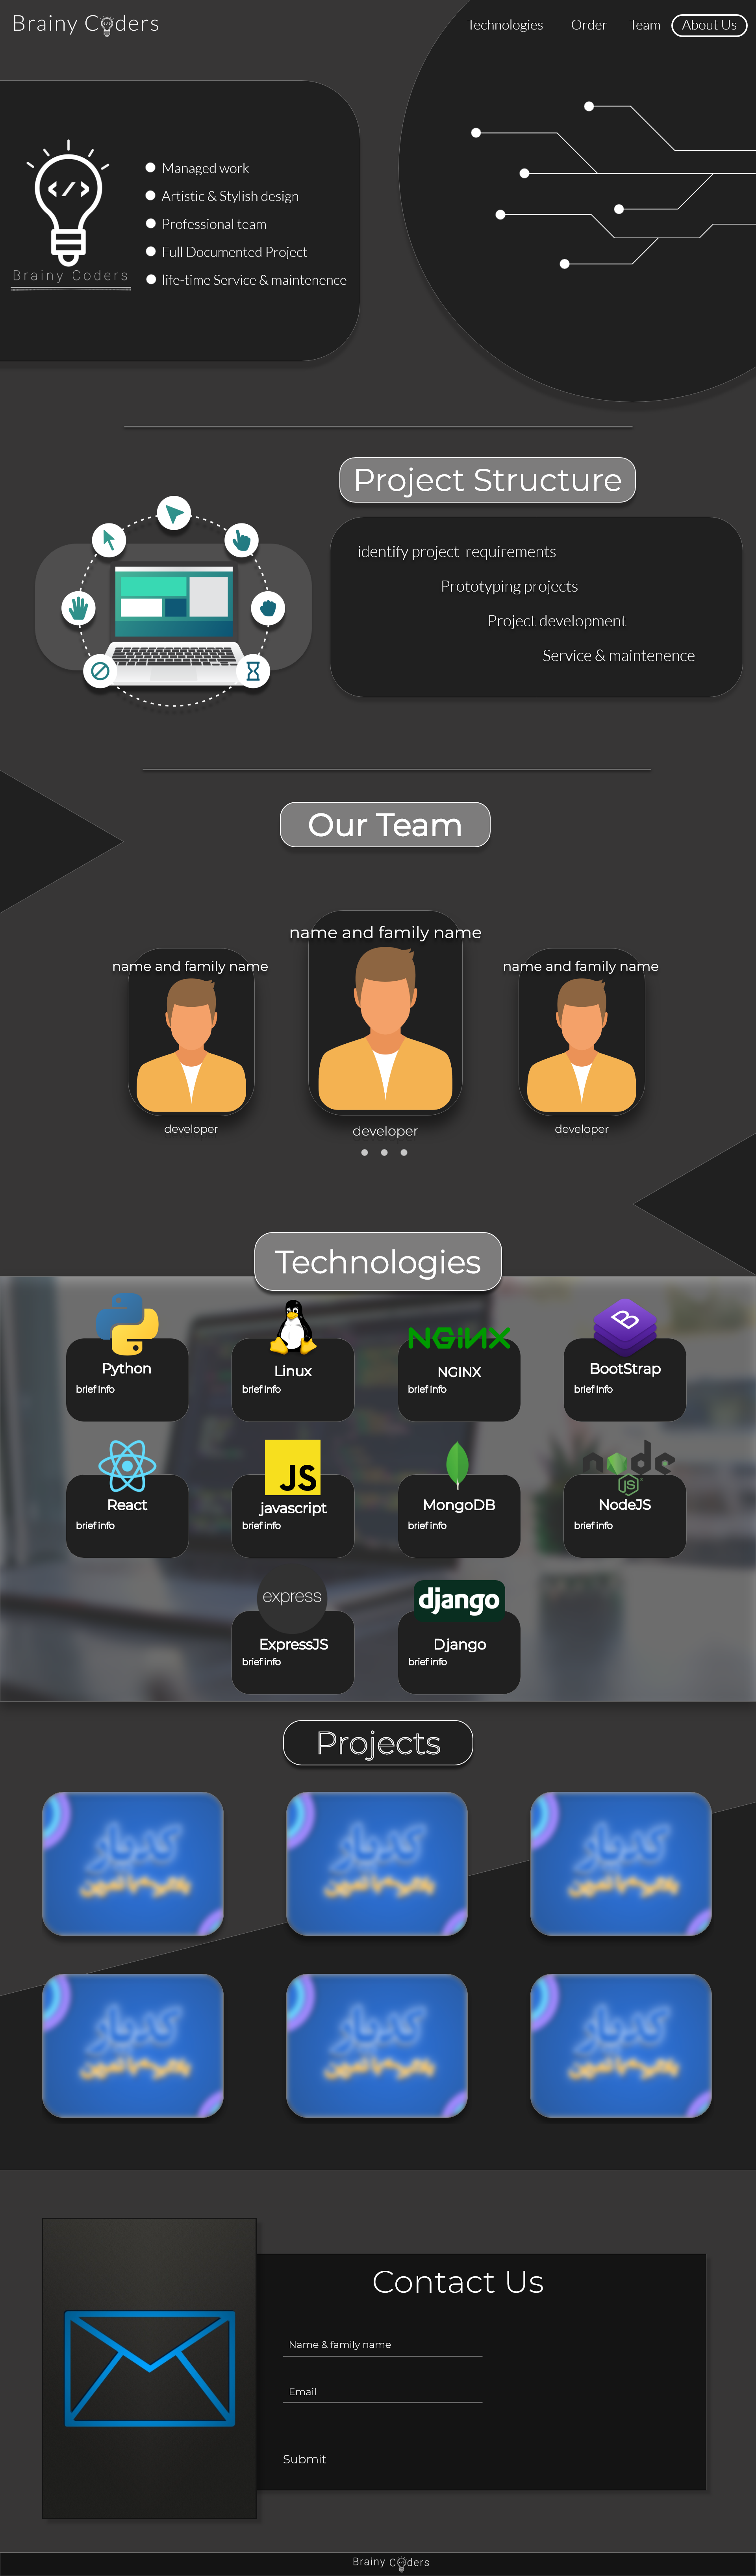 Brainy Coders
Technologies Order Team About Us
</>
Brainy Coders
Managed work
Artistic & Stylish design
Professional team
Full Documented Project
life-time Service & maintenence
Project Structure
identify project requirements
Prototyping projects
Project development
Service & maintenence
Our Team
name and family name
name and family name
name and family name
developer
developer
developer
Technologies
NGINX
B
Python
Linux
NGINX
BootStrap
brief info
brief info
brief info
brief info
JS
node
JS
React
javascript
MongoDB
NodeJS
brief info
brief info
brief info
brief info
express
django
ExpressJS
Django
brief info
brief info
Projects
Contact Us
Name & family name
Email
Submit
Brainy Coders